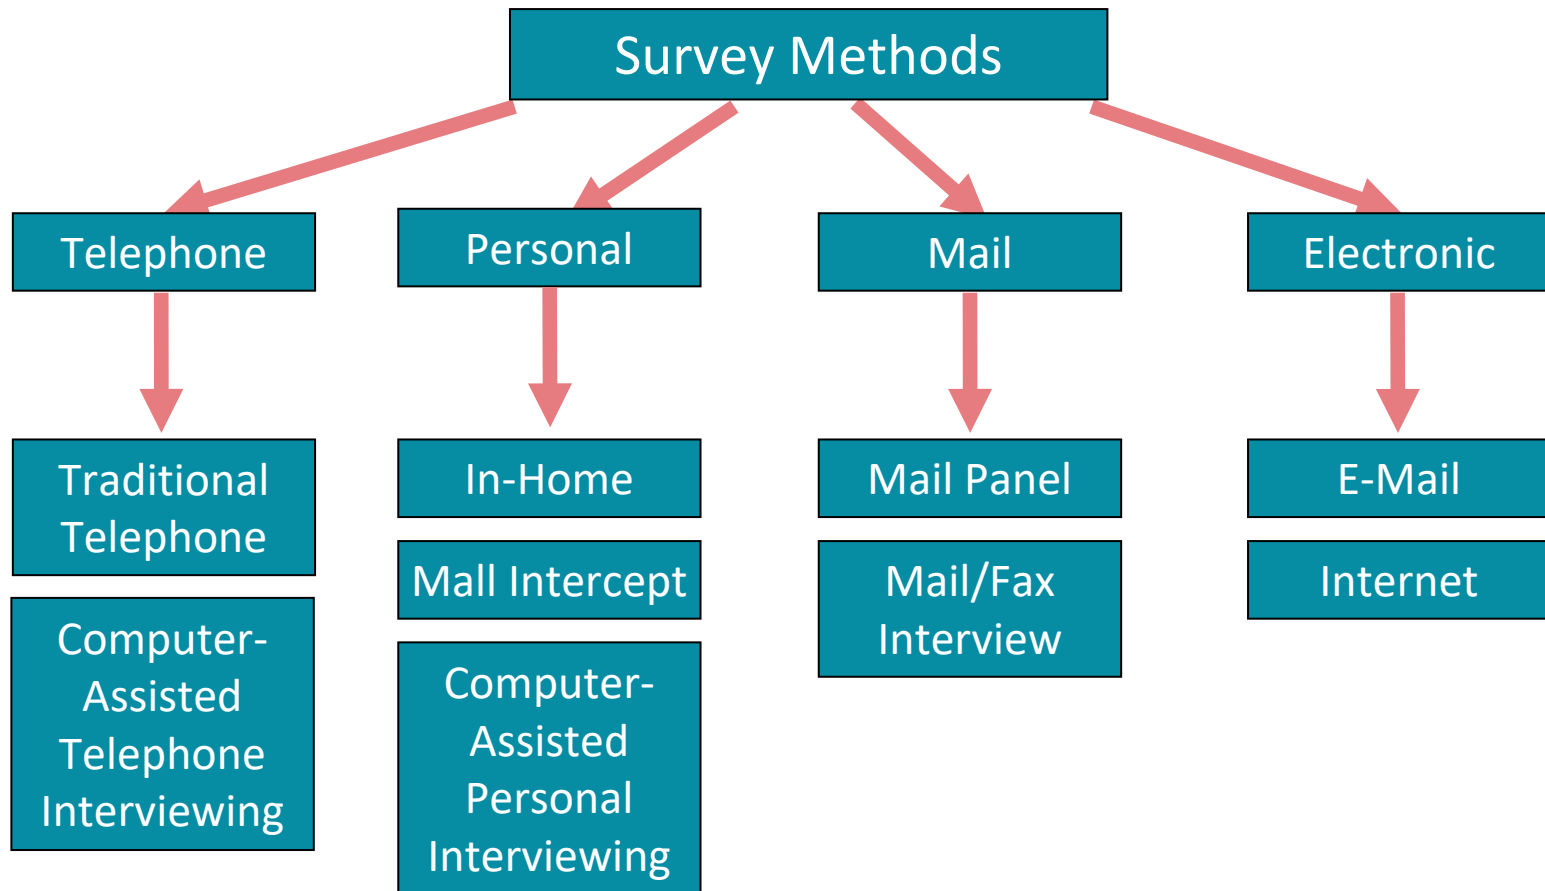 Survey Methods
Telephone
Personal
Mail
Electronic
Traditional
Telephone
Computer-
Assisted
Telephone
Interviewing
In-Home
Mall Intercept
Computer-
Assisted
Personal
Interviewing
Mail Panel
Mail/Fax
Interview
E-Mail
Internet